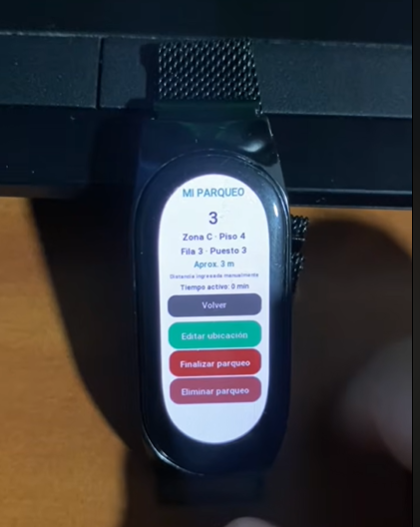 MI PARQUEO
3
Zona C · Piso 4
Fila 3 · Puesto 3
Aprox. 3 m
Distancia ingresada manualmente
Tiempo activo: 0 min
Volver
Editar ubicación
Finalizar parqueo
Eliminar parqueo